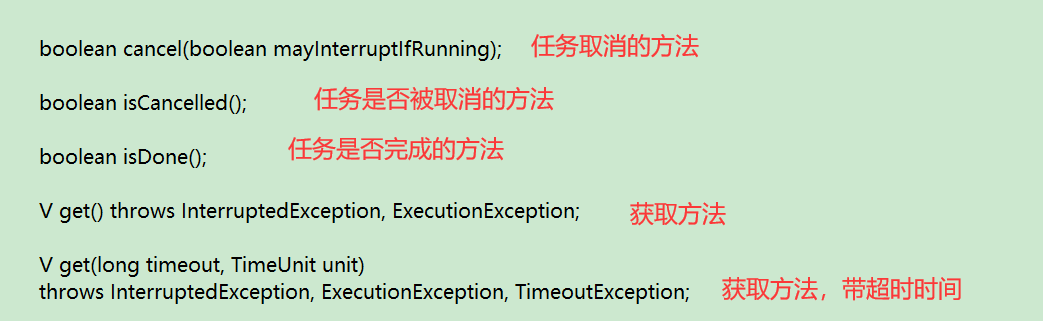 boolean cancel(boolean mayInterruptIfRunning); 任务取消的方法
boolean isCancelled(); 任务是否被取消的方法
boolean isDone(); 任务是否完成的方法
V get() throws InterruptedException, ExecutionException; 获取方法
V get(long timeout, TimeUnit unit)
throws InterruptedException, ExecutionException, TimeoutException; 获取方法，带超时时间